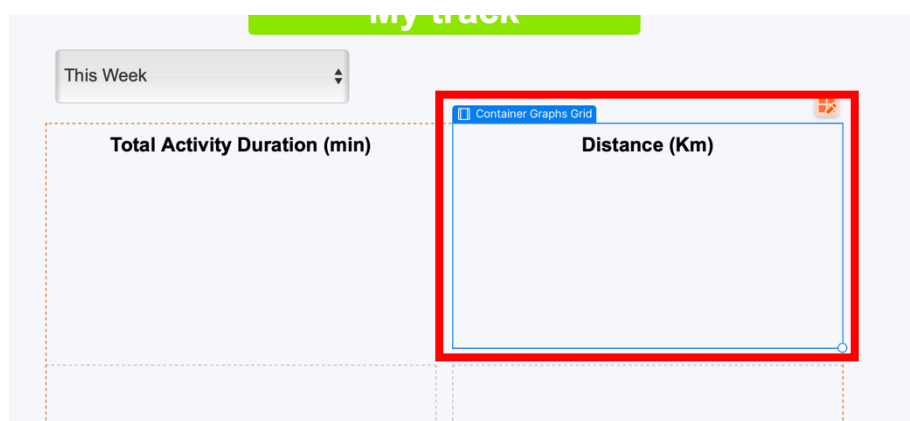 My track
This Week
Container Graphs Grid
Total Activity Duration (min)
Distance (Km)